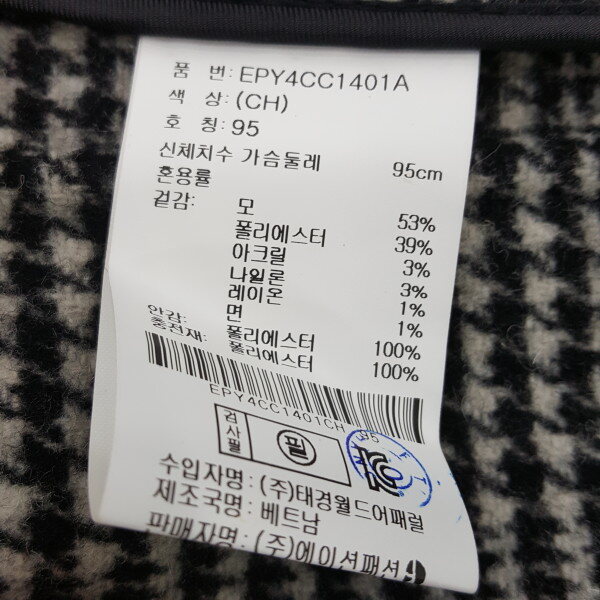 품 번: EPY4CC1401A
색 상: (CH)
호 칭: 95
신체치수 가슴둘레 95cm
혼용률
겉감: 모 53%
폴리에스터 39%
아크릴 3%
나일론 3%
레이온 1%
면 1%
안감: 폴리에스터 100%
충전재: 폴리에스터 100%
EPY4CC1401CH 95
검사필 필
수입자명: (주)태경월드어패럴
제조국명: 베트남
판매자명: (주)에이션패션